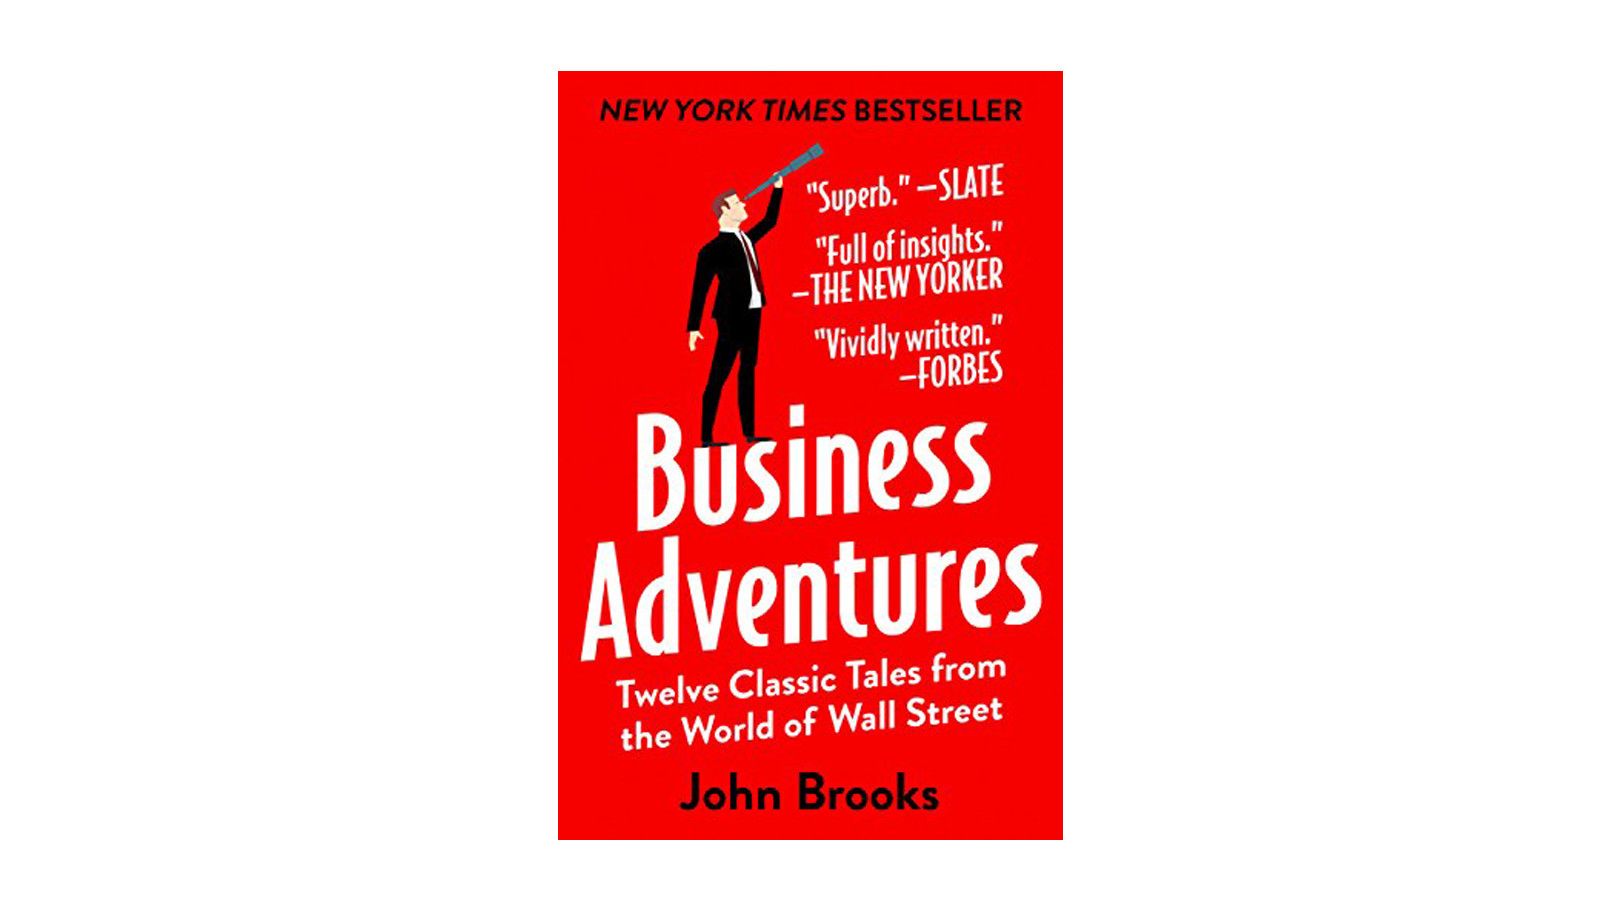 NEW YORK TIMES BESTSELLER
"Superb." –SLATE
"Full of insights."
–THE NEW YORKER
"Vividly written."
–FORBES
Business
Adventures
Twelve Classic Tales from
the World of Wall Street
John Brooks